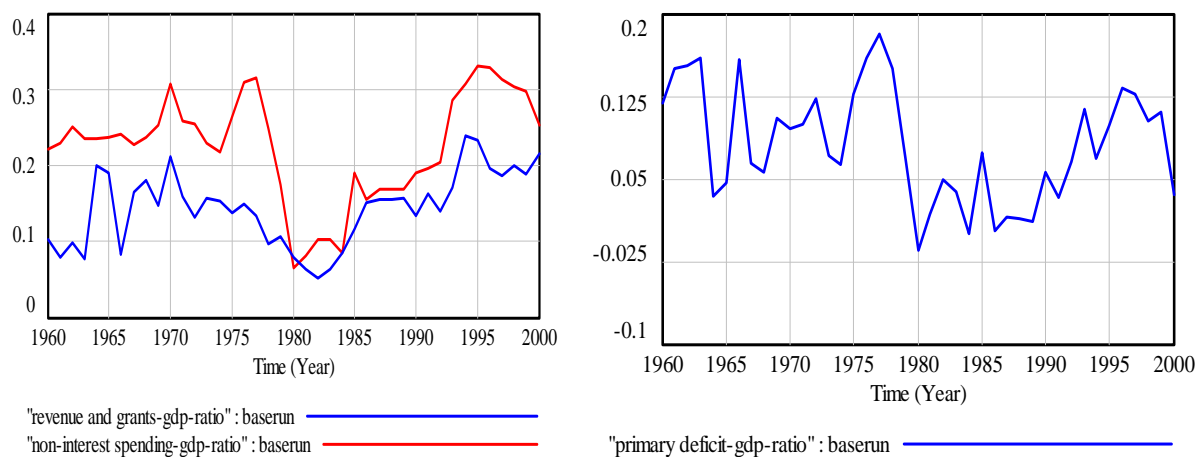 0.4
0.3
0.2
0.1
0
1960 1965 1970 1975 1980 1985 1990 1995 2000
Time (Year)
"revenue and grants-gdp-ratio" : baserun
"non-interest spending-gdp-ratio" : baserun
0.2
0.125
0.05
-0.025
-0.1
1960 1965 1970 1975 1980 1985 1990 1995 2000
Time (Year)
"primary deficit-gdp-ratio" : baserun